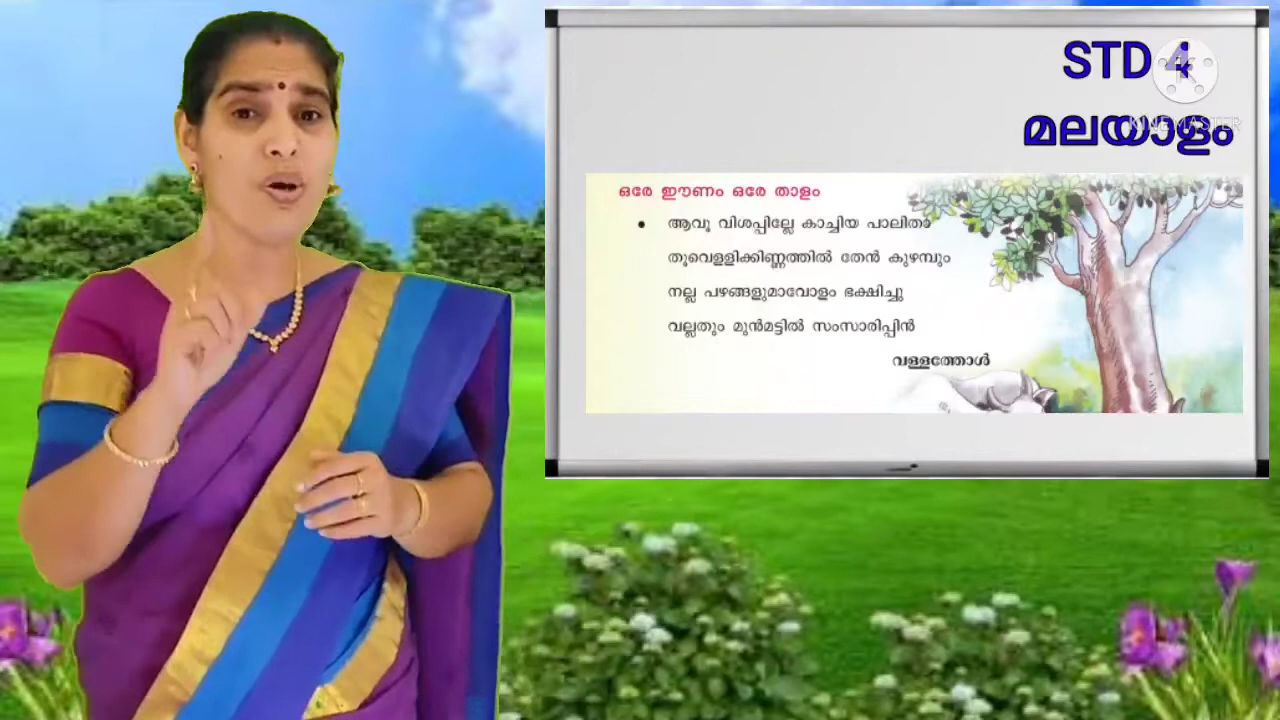 STD 4
മലയാളം
KINEMASTER
ഒരേ ഈണം ഒരേ താളം
• ആവൂ വിശപ്പില്ലേ കാച്ചിയ പാലിതാ
തൂവെള്ളിക്കിണ്ണത്തിൽ തേൻ കുഴമ്പും
നല്ല പഴങ്ങളുമാവോളം ഭക്ഷിച്ചു
വല്ലതും മുൻമട്ടിൽ സംസാരിപ്പിൻ
വള്ളത്തോൾ